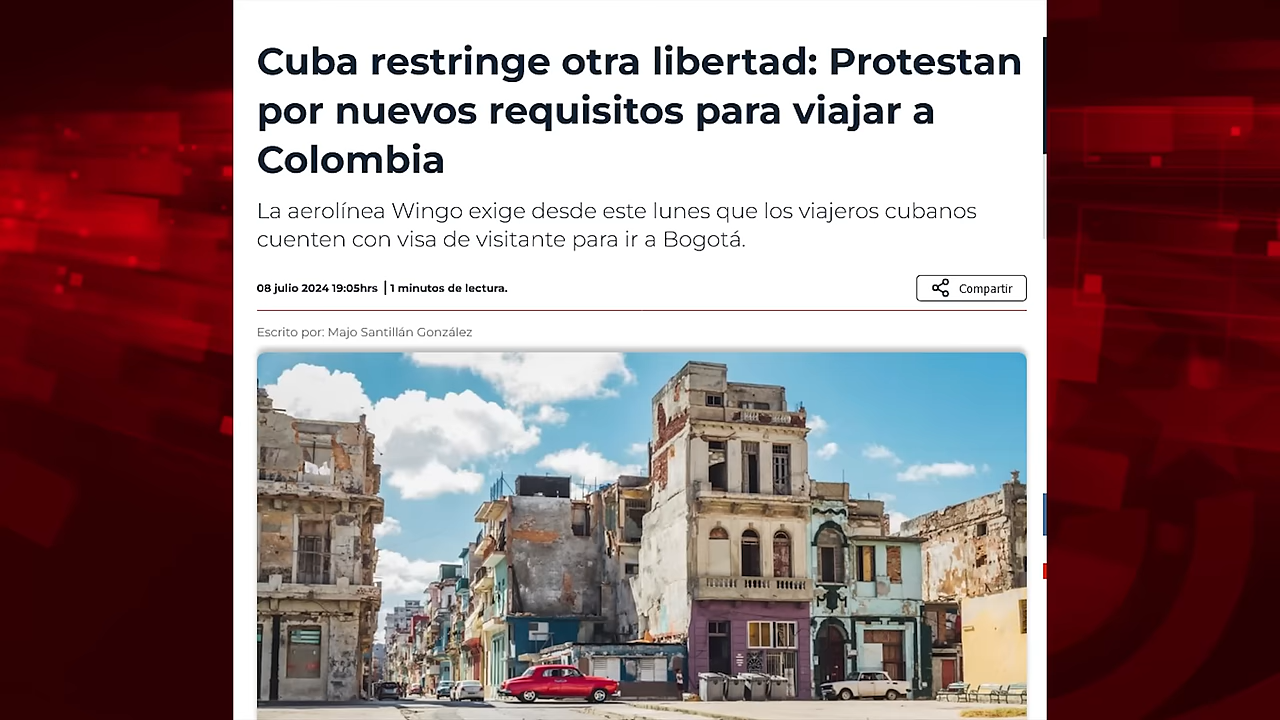 Cuba restringe otra libertad: Protestan
por nuevos requisitos para viajar a
Colombia
La aerolínea Wingo exige desde este lunes que los viajeros cubanos
cuenten con visa de visitante para ir a Bogotá.
08 julio 2024 19:05hrs | 1 minutos de lectura.
Compartir
Escrito por: Majo Santillán González